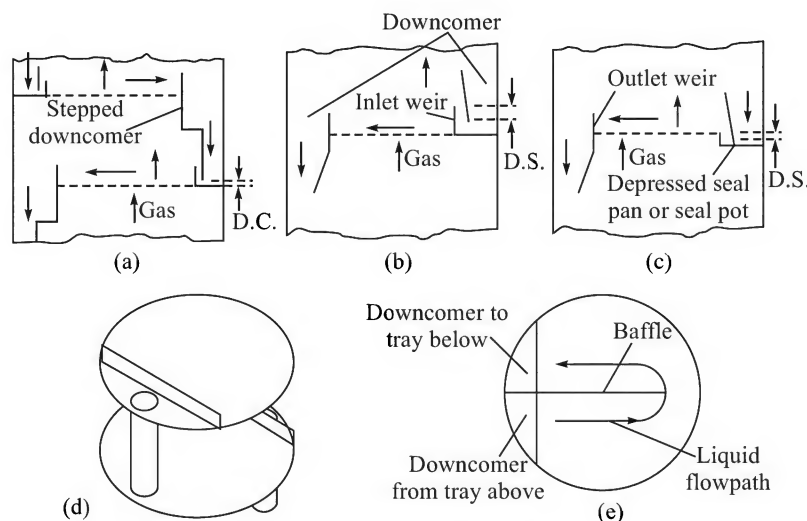 Stepped
downcomer
Gas
D.C.
(a)
Downcomer
Inlet weir
Gas
D.S.
(b)
Outlet weir
Gas
Depressed seal
pan or seal pot
D.S.
(c)
(d)
Downcomer to
tray below
Baffle
Downcomer
from tray above
Liquid
flowpath
(e)